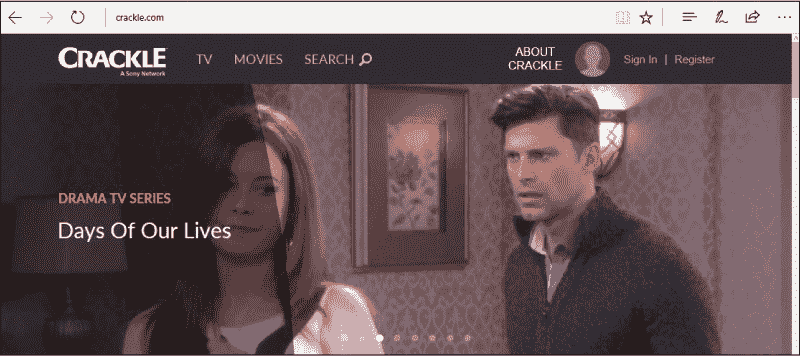 crackle.com
CRACKLE
A Sony Network
TV MOVIES SEARCH
ABOUT
CRACKLE
Sign In | Register
DRAMA TV SERIES
Days Of Our Lives